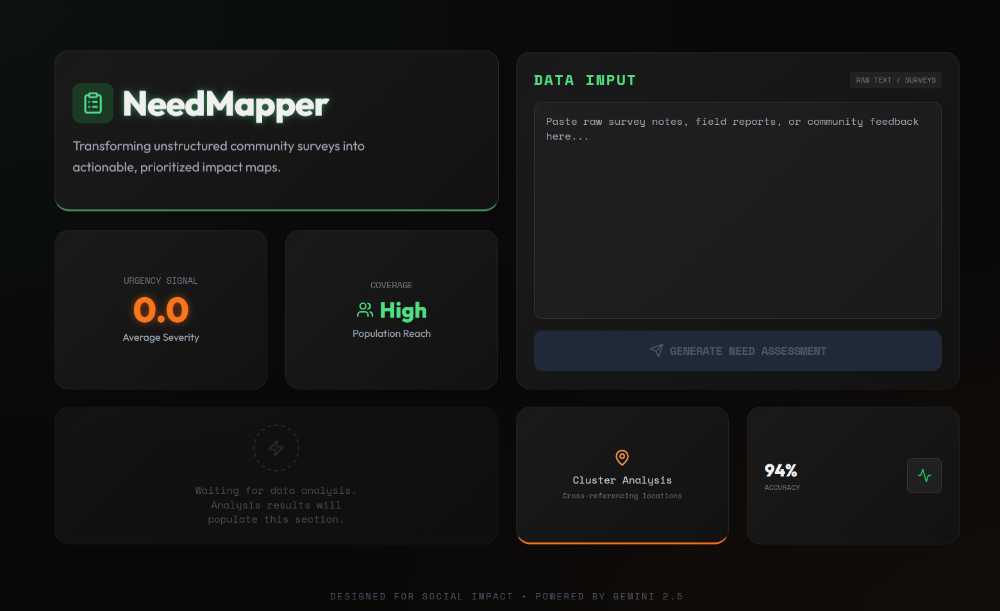 NeedMapper
Transforming unstructured community surveys into
actionable, prioritized impact maps.
DATA INPUT
RAW TEXT / SURVEYS
Paste raw survey notes, field reports, or community feedback
here...
GENERATE NEED ASSESSMENT
URGENCY SIGNAL
0.0
Average Severity
COVERAGE
High
Population Reach
Waiting for data analysis.
Analysis results will
populate this section.
Cluster Analysis
Cross-referencing locations
94%
ACCURACY
DESIGNED FOR SOCIAL IMPACT • POWERED BY GEMINI 2.5